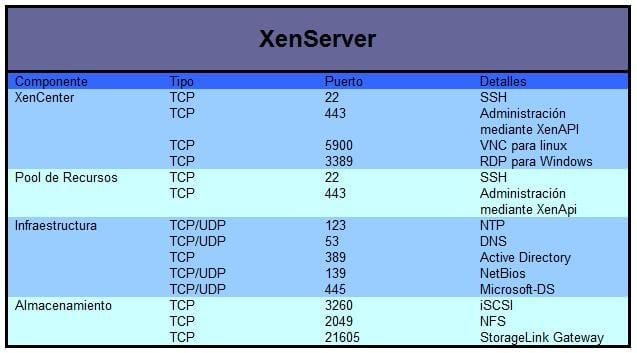 XenServer
Componente Tipo Puerto Detalles
XenCenter TCP 22 SSH
TCP 443 Administración
mediante XenAPI
TCP 5900 VNC para linux
TCP 3389 RDP para Windows
Pool de Recursos TCP 22 SSH
TCP 443 Administración
mediante XenApi
Infraestructura TCP/UDP 123 NTP
TCP/UDP 53 DNS
TCP 389 Active Directory
TCP/UDP 139 NetBios
TCP/UDP 445 Microsoft-DS
Almacenamiento TCP 3260 iSCSI
TCP 2049 NFS
TCP 21605 StorageLink Gateway